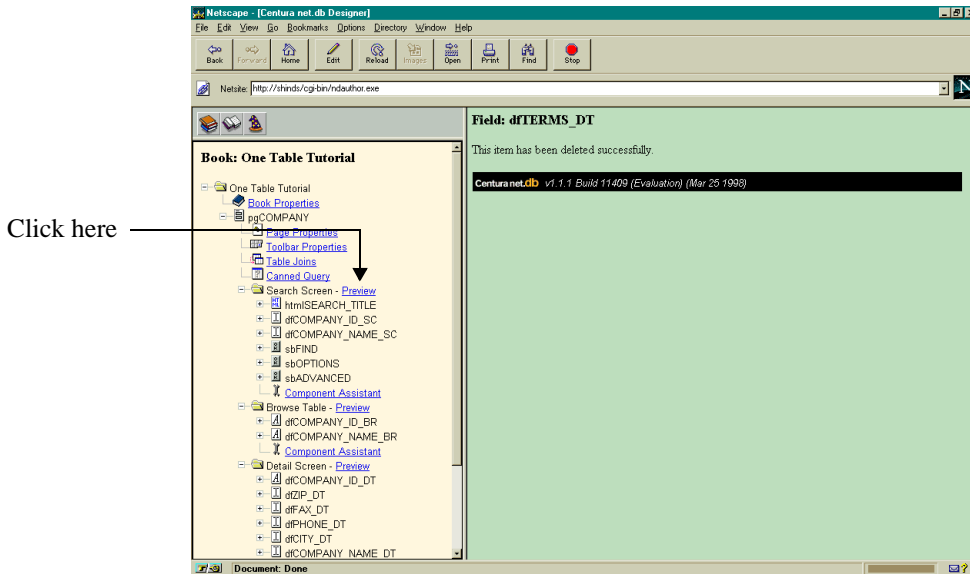 Netscape - [Centura net.db Designer]
File Edit View Go Bookmarks Options Directory Window Help
Back Forward Home Edit Reload Images Open Print Find Stop
Netsite: http://shinds/cgi-bin/ndauthor.exe
N
Book: One Table Tutorial
One Table Tutorial
Book Properties
pgCOMPANY
Page Properties
Toolbar Properties
Table Joins
Canned Query
Search Screen - Preview
htmlSEARCH_TITLE
dfCOMPANY_ID_SC
dfCOMPANY_NAME_SC
sbFIND
sbOPTIONS
sbADVANCED
Component Assistant
Browse Table - Preview
dfCOMPANY_ID_BR
dfCOMPANY_NAME_BR
Component Assistant
Detail Screen - Preview
dfCOMPANY_ID_DT
dfZIP_DT
dfFAX_DT
dfPHONE_DT
dfCITY_DT
dfCOMPANY_NAME_DT
Click here
Field: dfTERMS_DT
This item has been deleted successfully.
Centura net.db v1.1.1 Build 11409 (Evaluation) (Mar 25 1998)
Document: Done